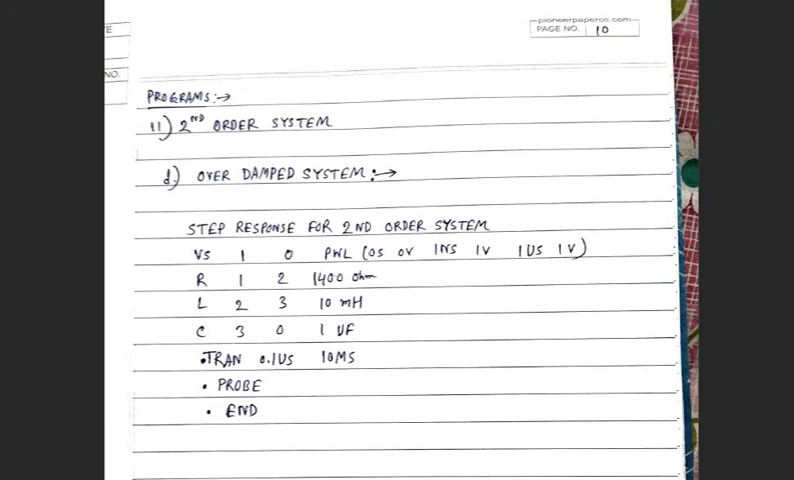 pioneerpaperco.com
PAGE NO. 10
E
NO.
PROGRAMS :→
11) 2ND ORDER SYSTEM
d.) OVER DAMPED SYSTEM :→
STEP RESPONSE FOR 2ND ORDER SYSTEM
VS 1 0 PWL (0S 0V 1NS 1V 1US 1V)
R 1 2 1400 ohm
L 2 3 10 mH
C 3 0 1 UF
.TRAN 0.1US 10MS
. PROBE
. END